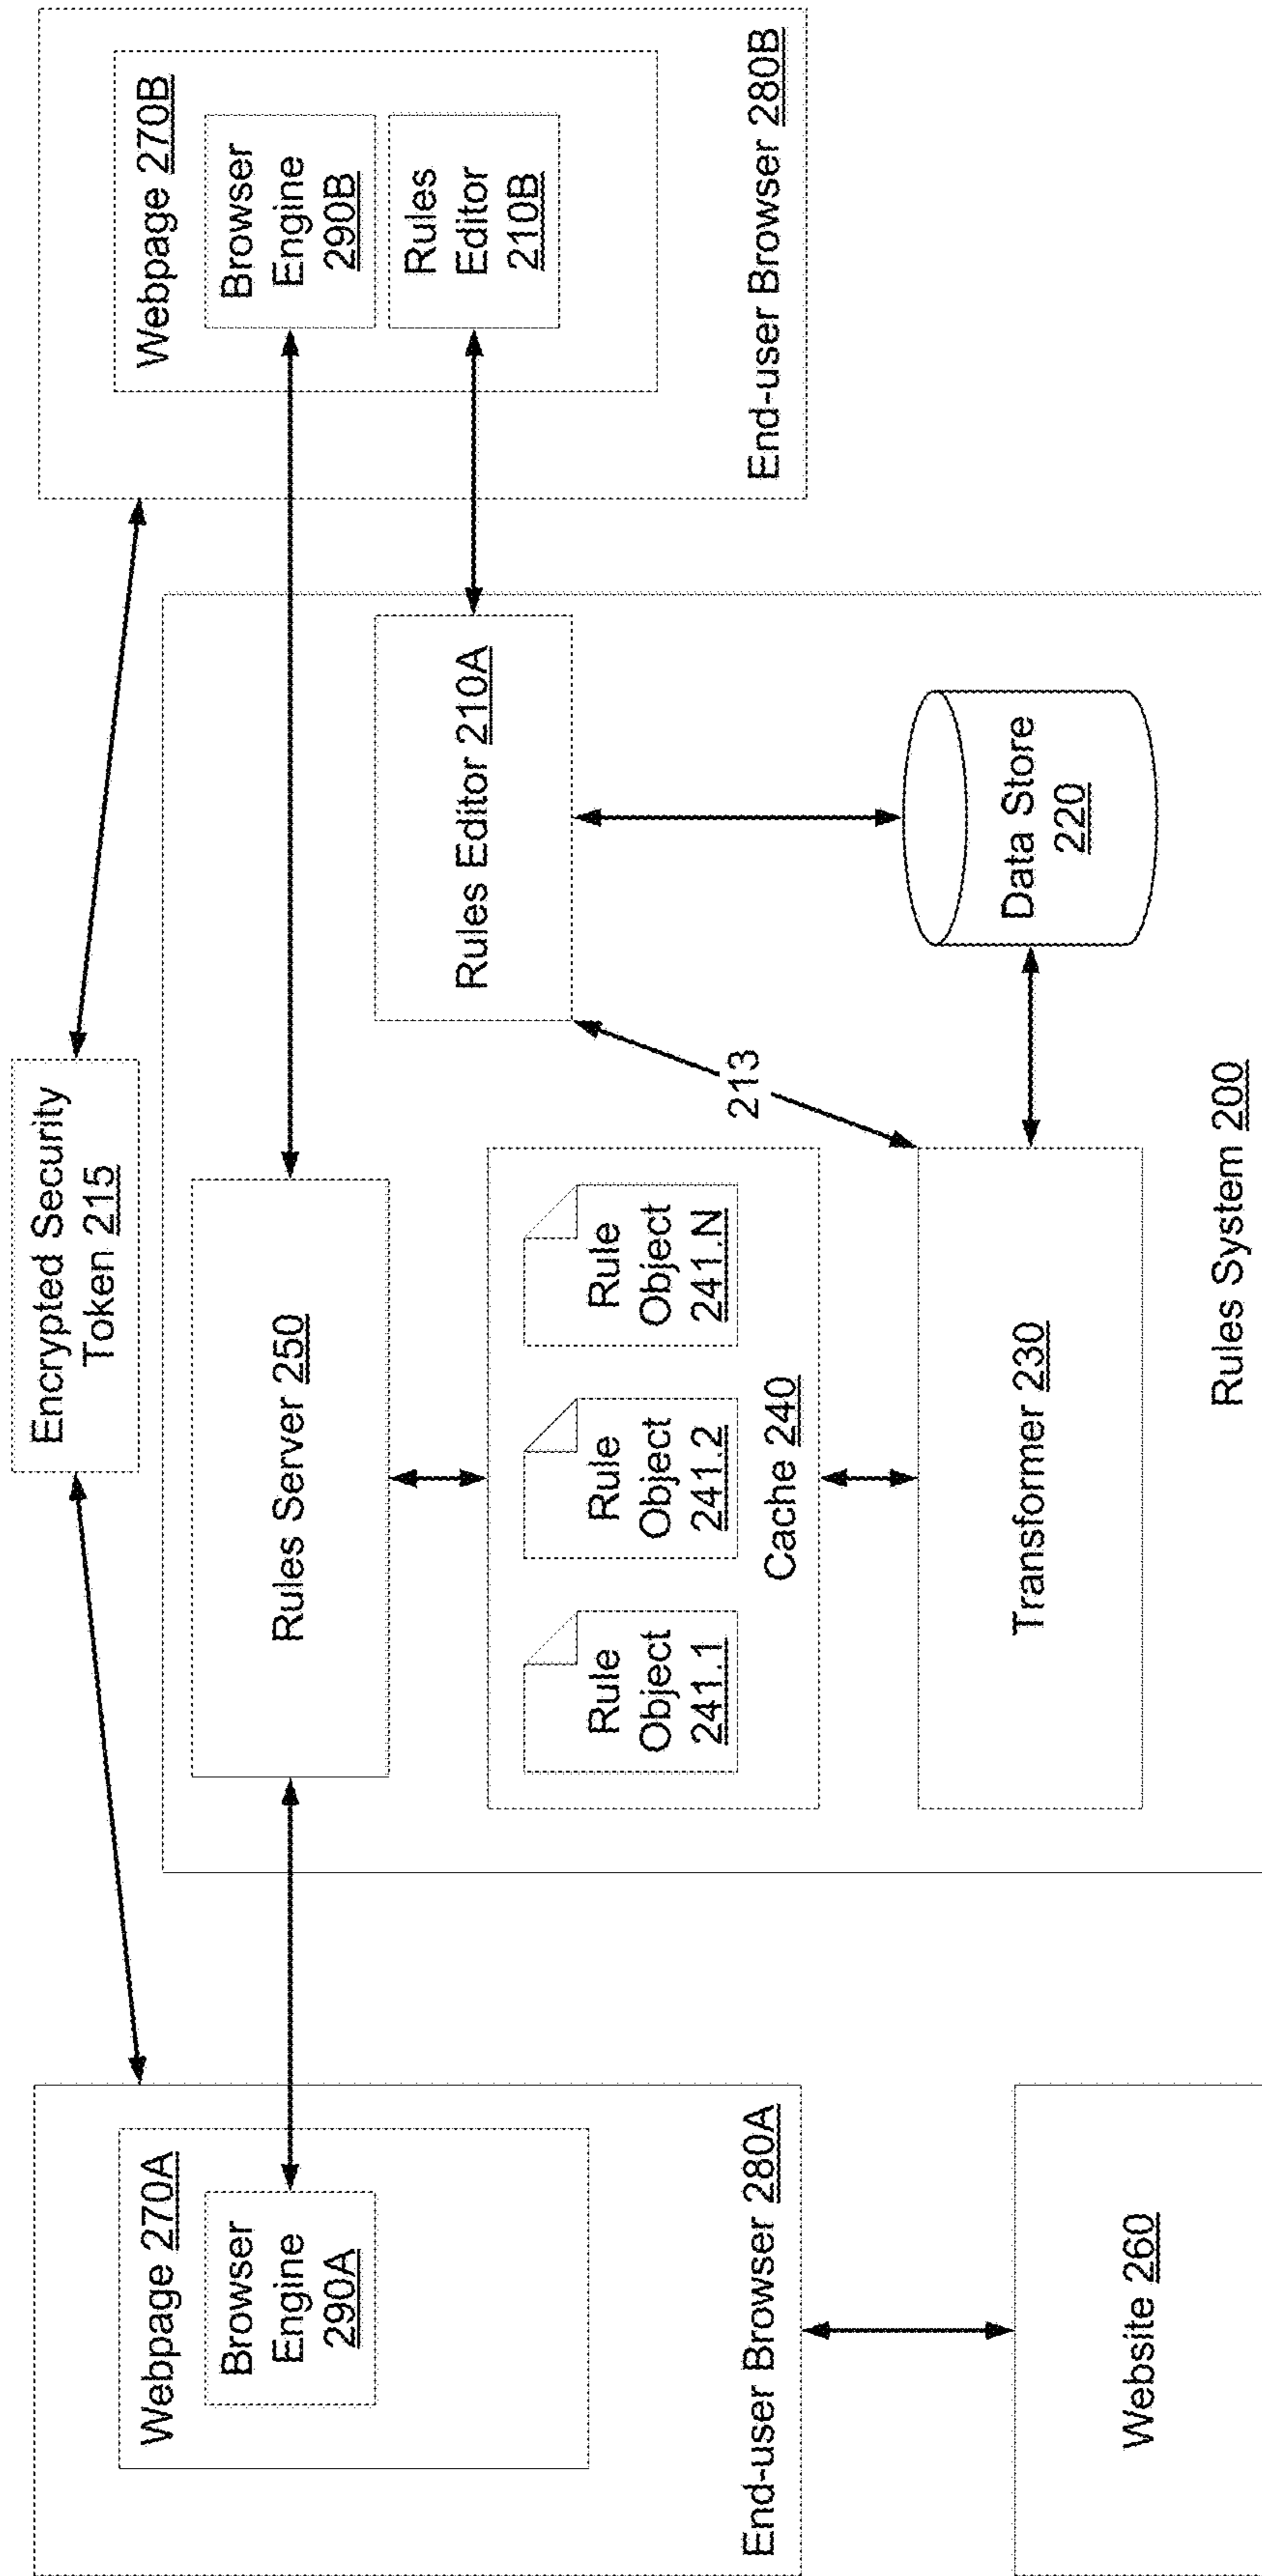 Encrypted Security
Token 215
Webpage 270A
Browser
Engine
290A
End-user Browser 280A
Website 260
Rules Server 250
Rule
Object
241.1
Rule
Object
241.2
Rule
Object
241.N
Cache 240
Transformer 230
213
Rules Editor 210A
Data Store
220
Rules System 200
Webpage 270B
Browser
Engine
290B
Rules
Editor
210B
End-user Browser 280B